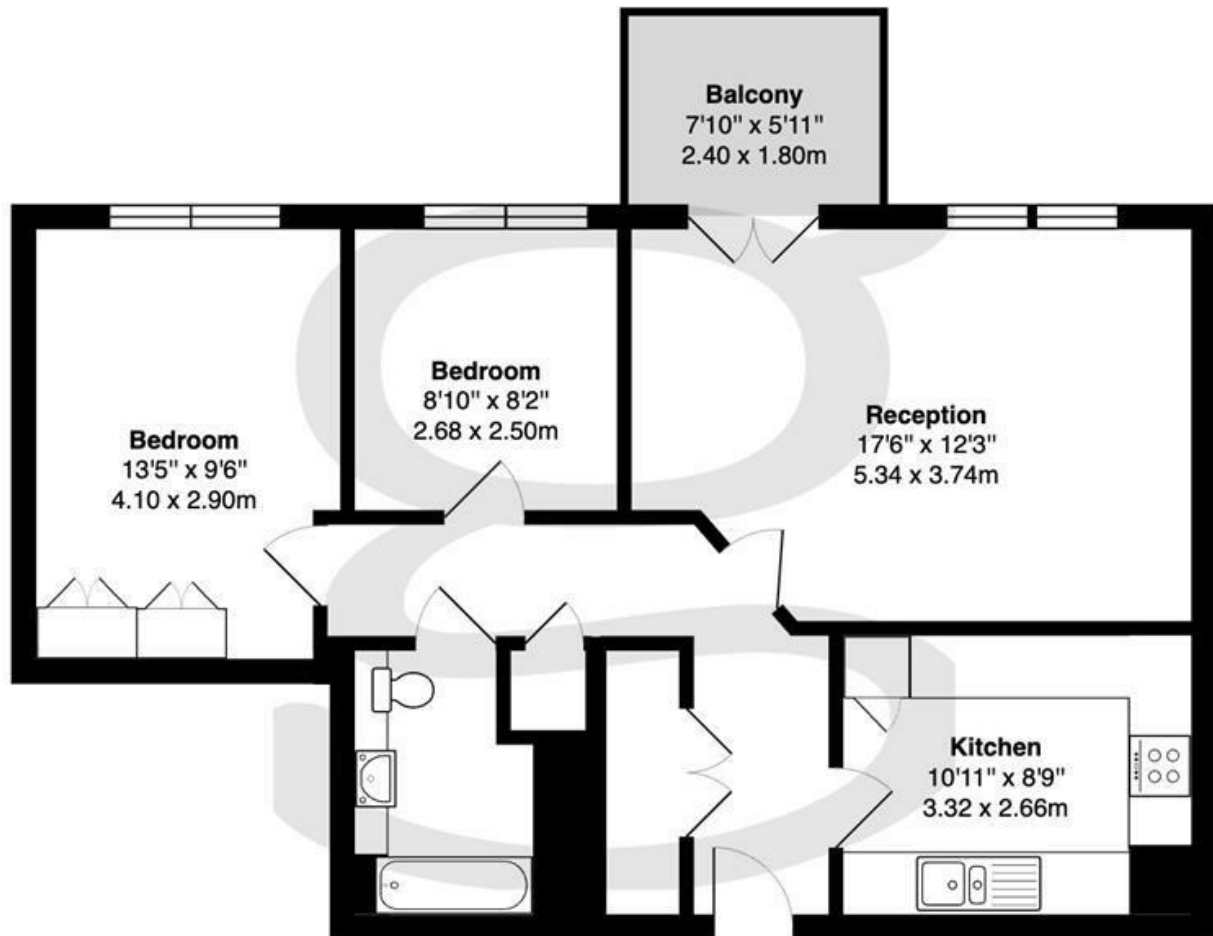 Balcony
7'10" x 5'11"
2.40 x 1.80m
Bedroom
13'5" x 9'6"
4.10 x 2.90m
Bedroom
8'10" x 8'2"
2.68 x 2.50m
Reception
17'6" x 12'3"
5.34 x 3.74m
Kitchen
10'11" x 8'9"
3.32 x 2.66m